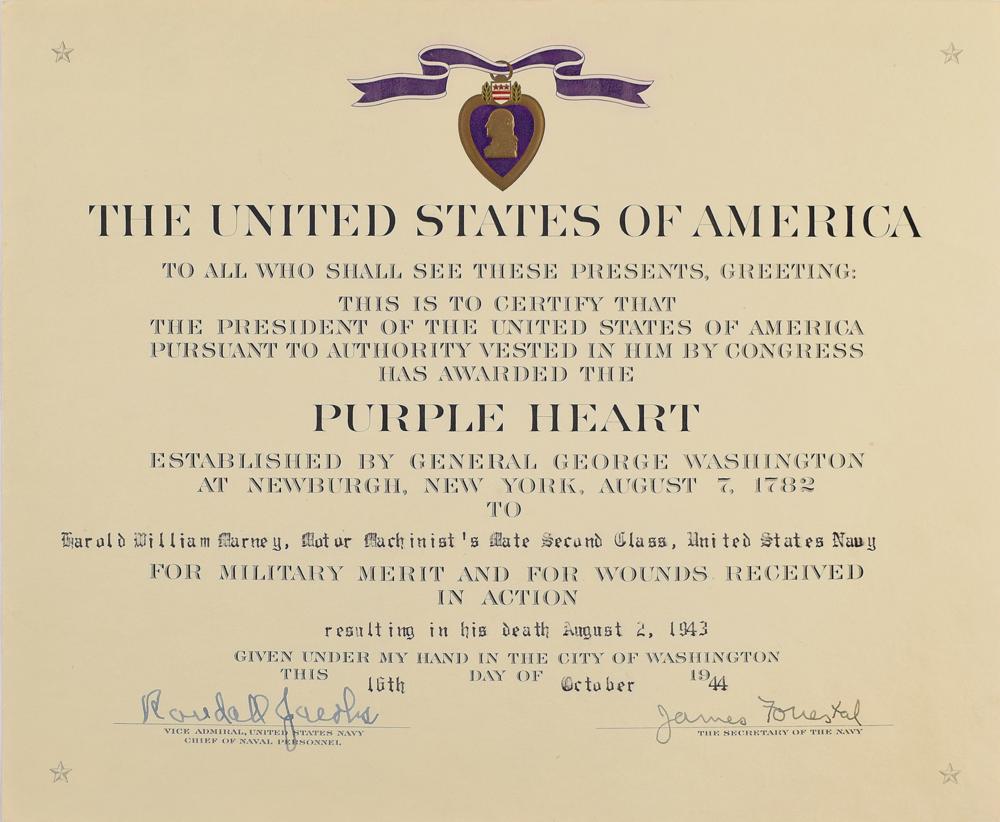 THE UNITED STATES OF AMERICA
TO ALL WHO SHALL SEE THESE PRESENTS, GREETING:
THIS IS TO CERTIFY THAT
THE PRESIDENT OF THE UNITED STATES OF AMERICA
PURSUANT TO AUTHORITY VESTED IN HIM BY CONGRESS
HAS AWARDED THE
PURPLE HEART
ESTABLISHED BY GENERAL GEORGE WASHINGTON
AT NEWBURGH, NEW YORK, AUGUST 7, 1782
TO
Harold William Marney, Motor Machinist's Mate Second Class, United States Navy
FOR MILITARY MERIT AND FOR WOUNDS RECEIVED
IN ACTION
resulting in his death August 2, 1943
GIVEN UNDER MY HAND IN THE CITY OF WASHINGTON
THIS 16th DAY OF October 1944
Randall Jacobs James Forrestal
VICE ADMIRAL, UNITED STATES NAVY THE SECRETARY OF THE NAVY
CHIEF OF NAVAL PERSONNEL